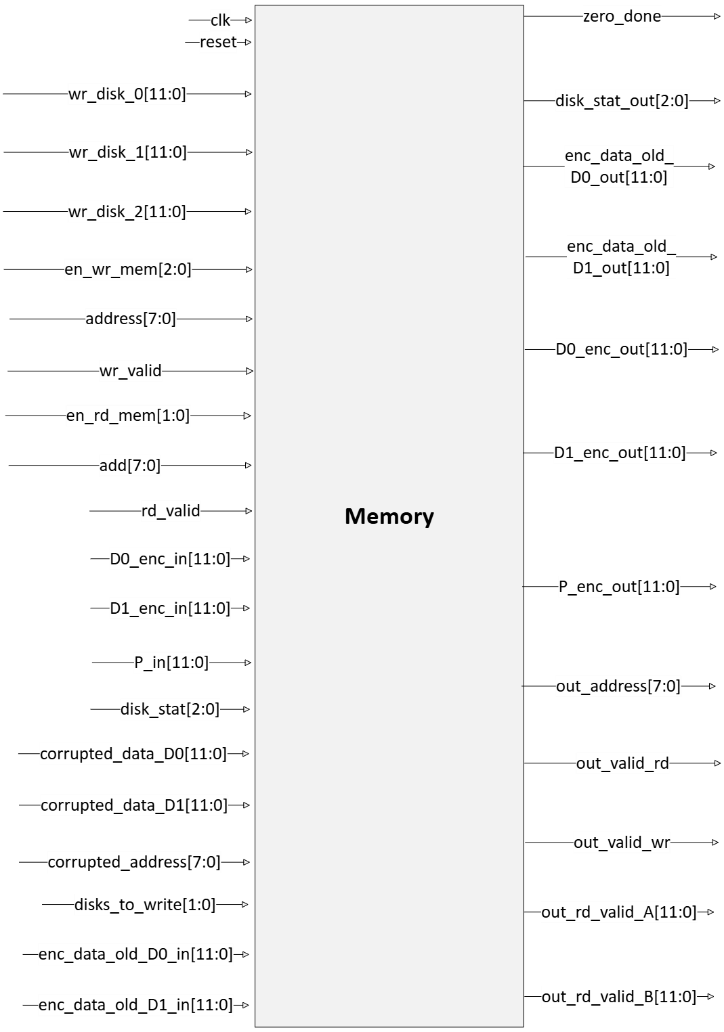 clk
reset
wr_disk_0[11:0]
wr_disk_1[11:0]
wr_disk_2[11:0]
en_wr_mem[2:0]
address[7:0]
wr_valid
en_rd_mem[1:0]
add[7:0]
rd_valid
D0_enc_in[11:0]
D1_enc_in[11:0]
P_in[11:0]
disk_stat[2:0]
corrupted_data_D0[11:0]
corrupted_data_D1[11:0]
corrupted_address[7:0]
disks_to_write[1:0]
enc_data_old_D0_in[11:0]
enc_data_old_D1_in[11:0]
Memory
zero_done
disk_stat_out[2:0]
enc_data_old_
D0_out[11:0]
enc_data_old_
D1_out[11:0]
D0_enc_out[11:0]
D1_enc_out[11:0]
P_enc_out[11:0]
out_address[7:0]
out_valid_rd
out_valid_wr
out_rd_valid_A[11:0]
out_rd_valid_B[11:0]